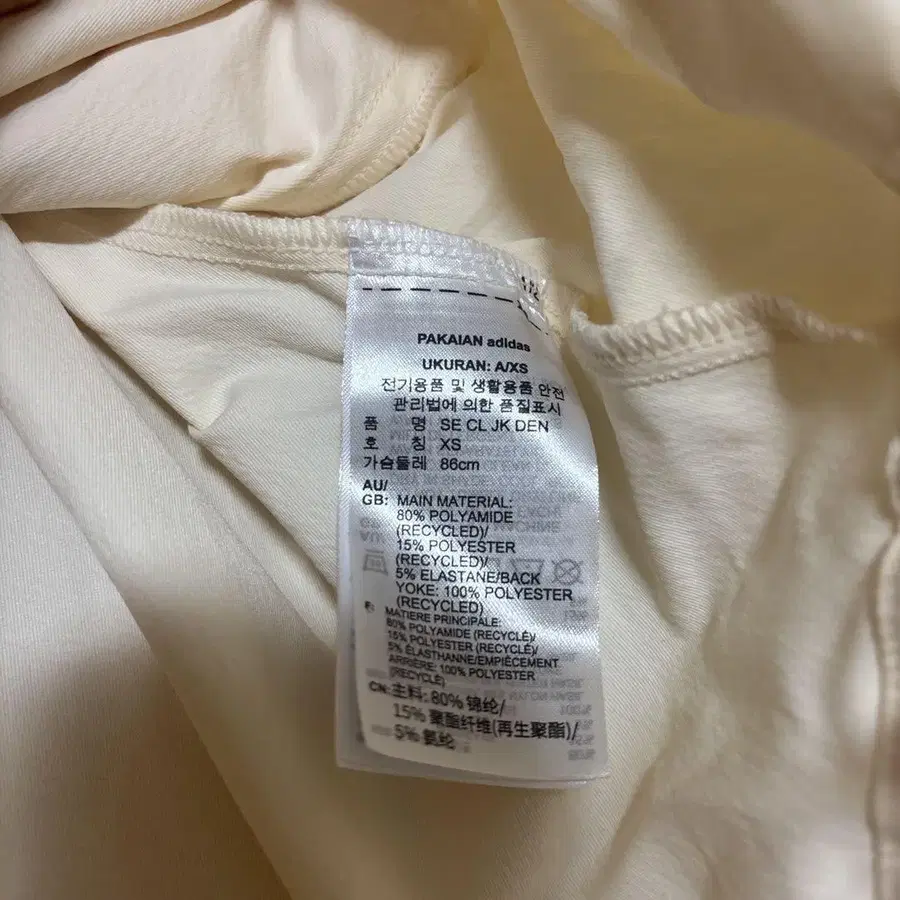 PAKAIAN adidas
UKURAN: A/XS
전기용품 및 생활용품 안전
관리법에 의한 품질표시
품 명 SE CL JK DEN
호 칭 XS
가슴둘레 86cm
AU/
GB: MAIN MATERIAL:
80% POLYAMIDE
(RECYCLED)/
15% POLYESTER
(RECYCLED)/
5% ELASTANE/BACK
YOKE: 100% POLYESTER
(RECYCLED)
F: MATIERE PRINCIPALE:
80% POLYAMIDE (RECYCLÉ)/
15% POLYESTER (RECYCLÉ)/
5% ÉLASTHANNE/EMPIÈCEMENT
ARRIÈRE: 100% POLYESTER
(RECYCLÉ)
CN: 主料: 80% 锦纶/
15% 聚酯纤维(再生聚酯)/
5% 氨纶